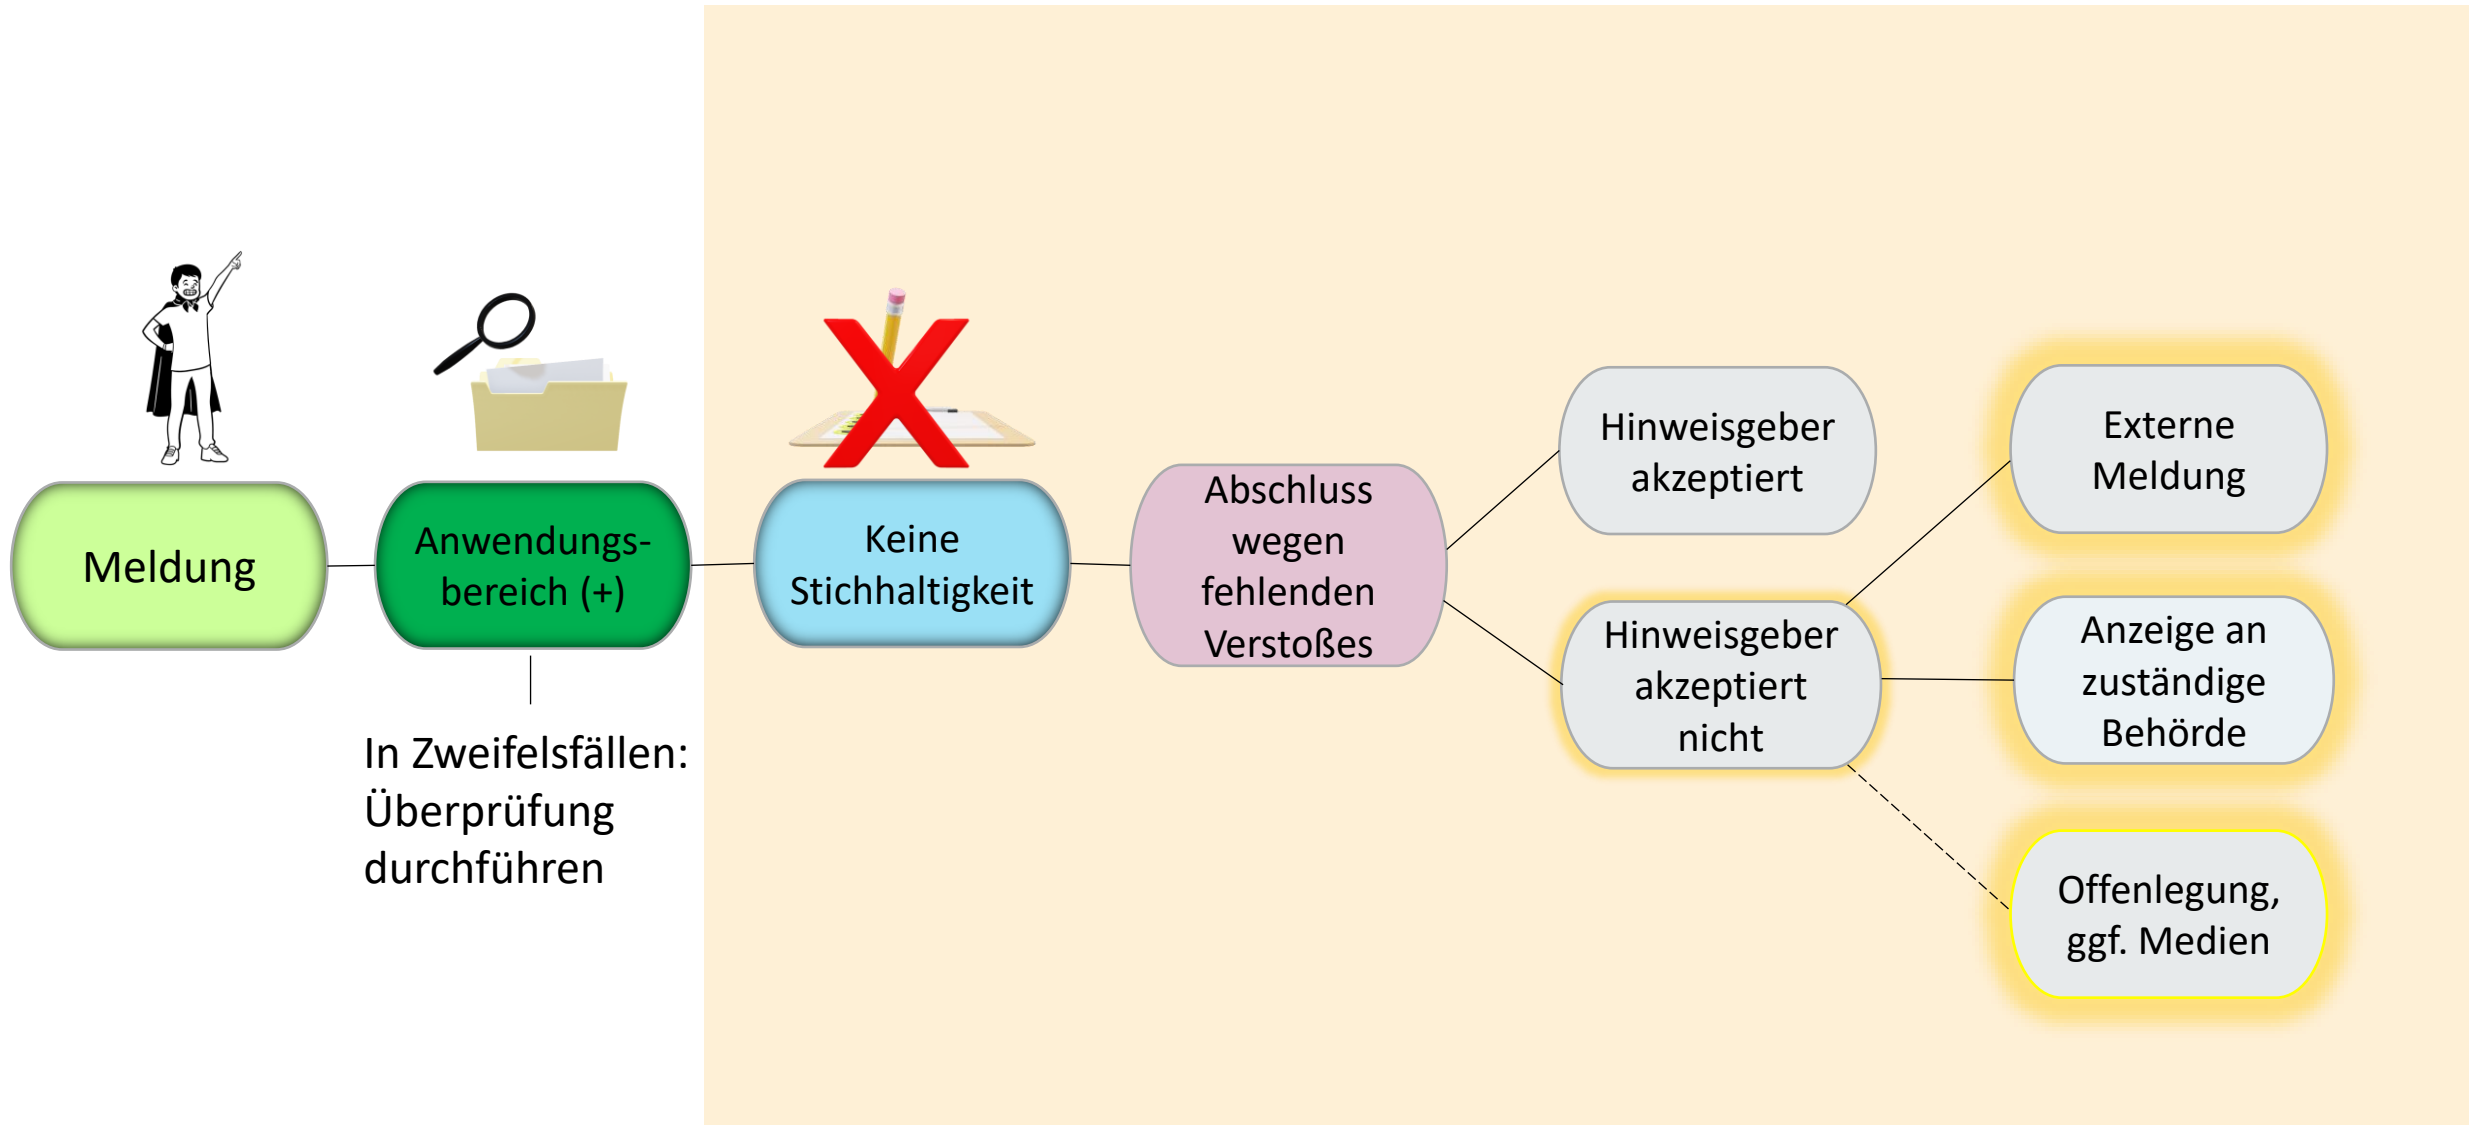 Meldung
Anwendungs-
bereich (+)
In Zweifelsfällen:
Überprüfung
durchführen
Keine
Stichhaltigkeit
Abschluss
wegen
fehlenden
Verstoßes
Hinweisgeber
akzeptiert
Hinweisgeber
akzeptiert
nicht
Externe
Meldung
Anzeige an
zuständige
Behörde
Offenlegung,
ggf. Medien